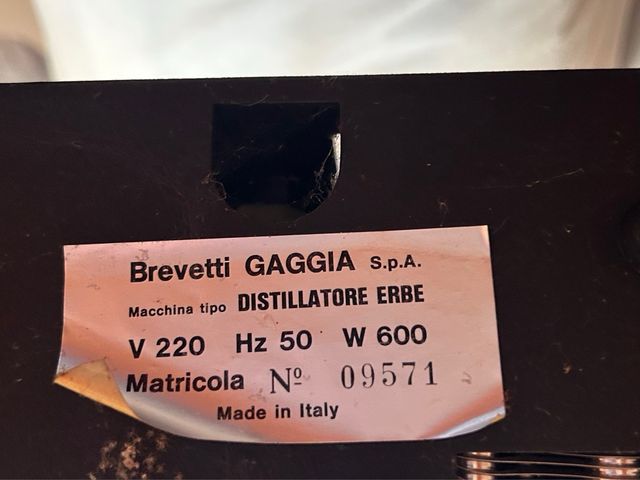 Brevetti GAGGIA S.p.A.
Macchina tipo DISTILLATORE ERBE
V 220 Hz 50 W 600
Matricola Nº 09571
Made in Italy